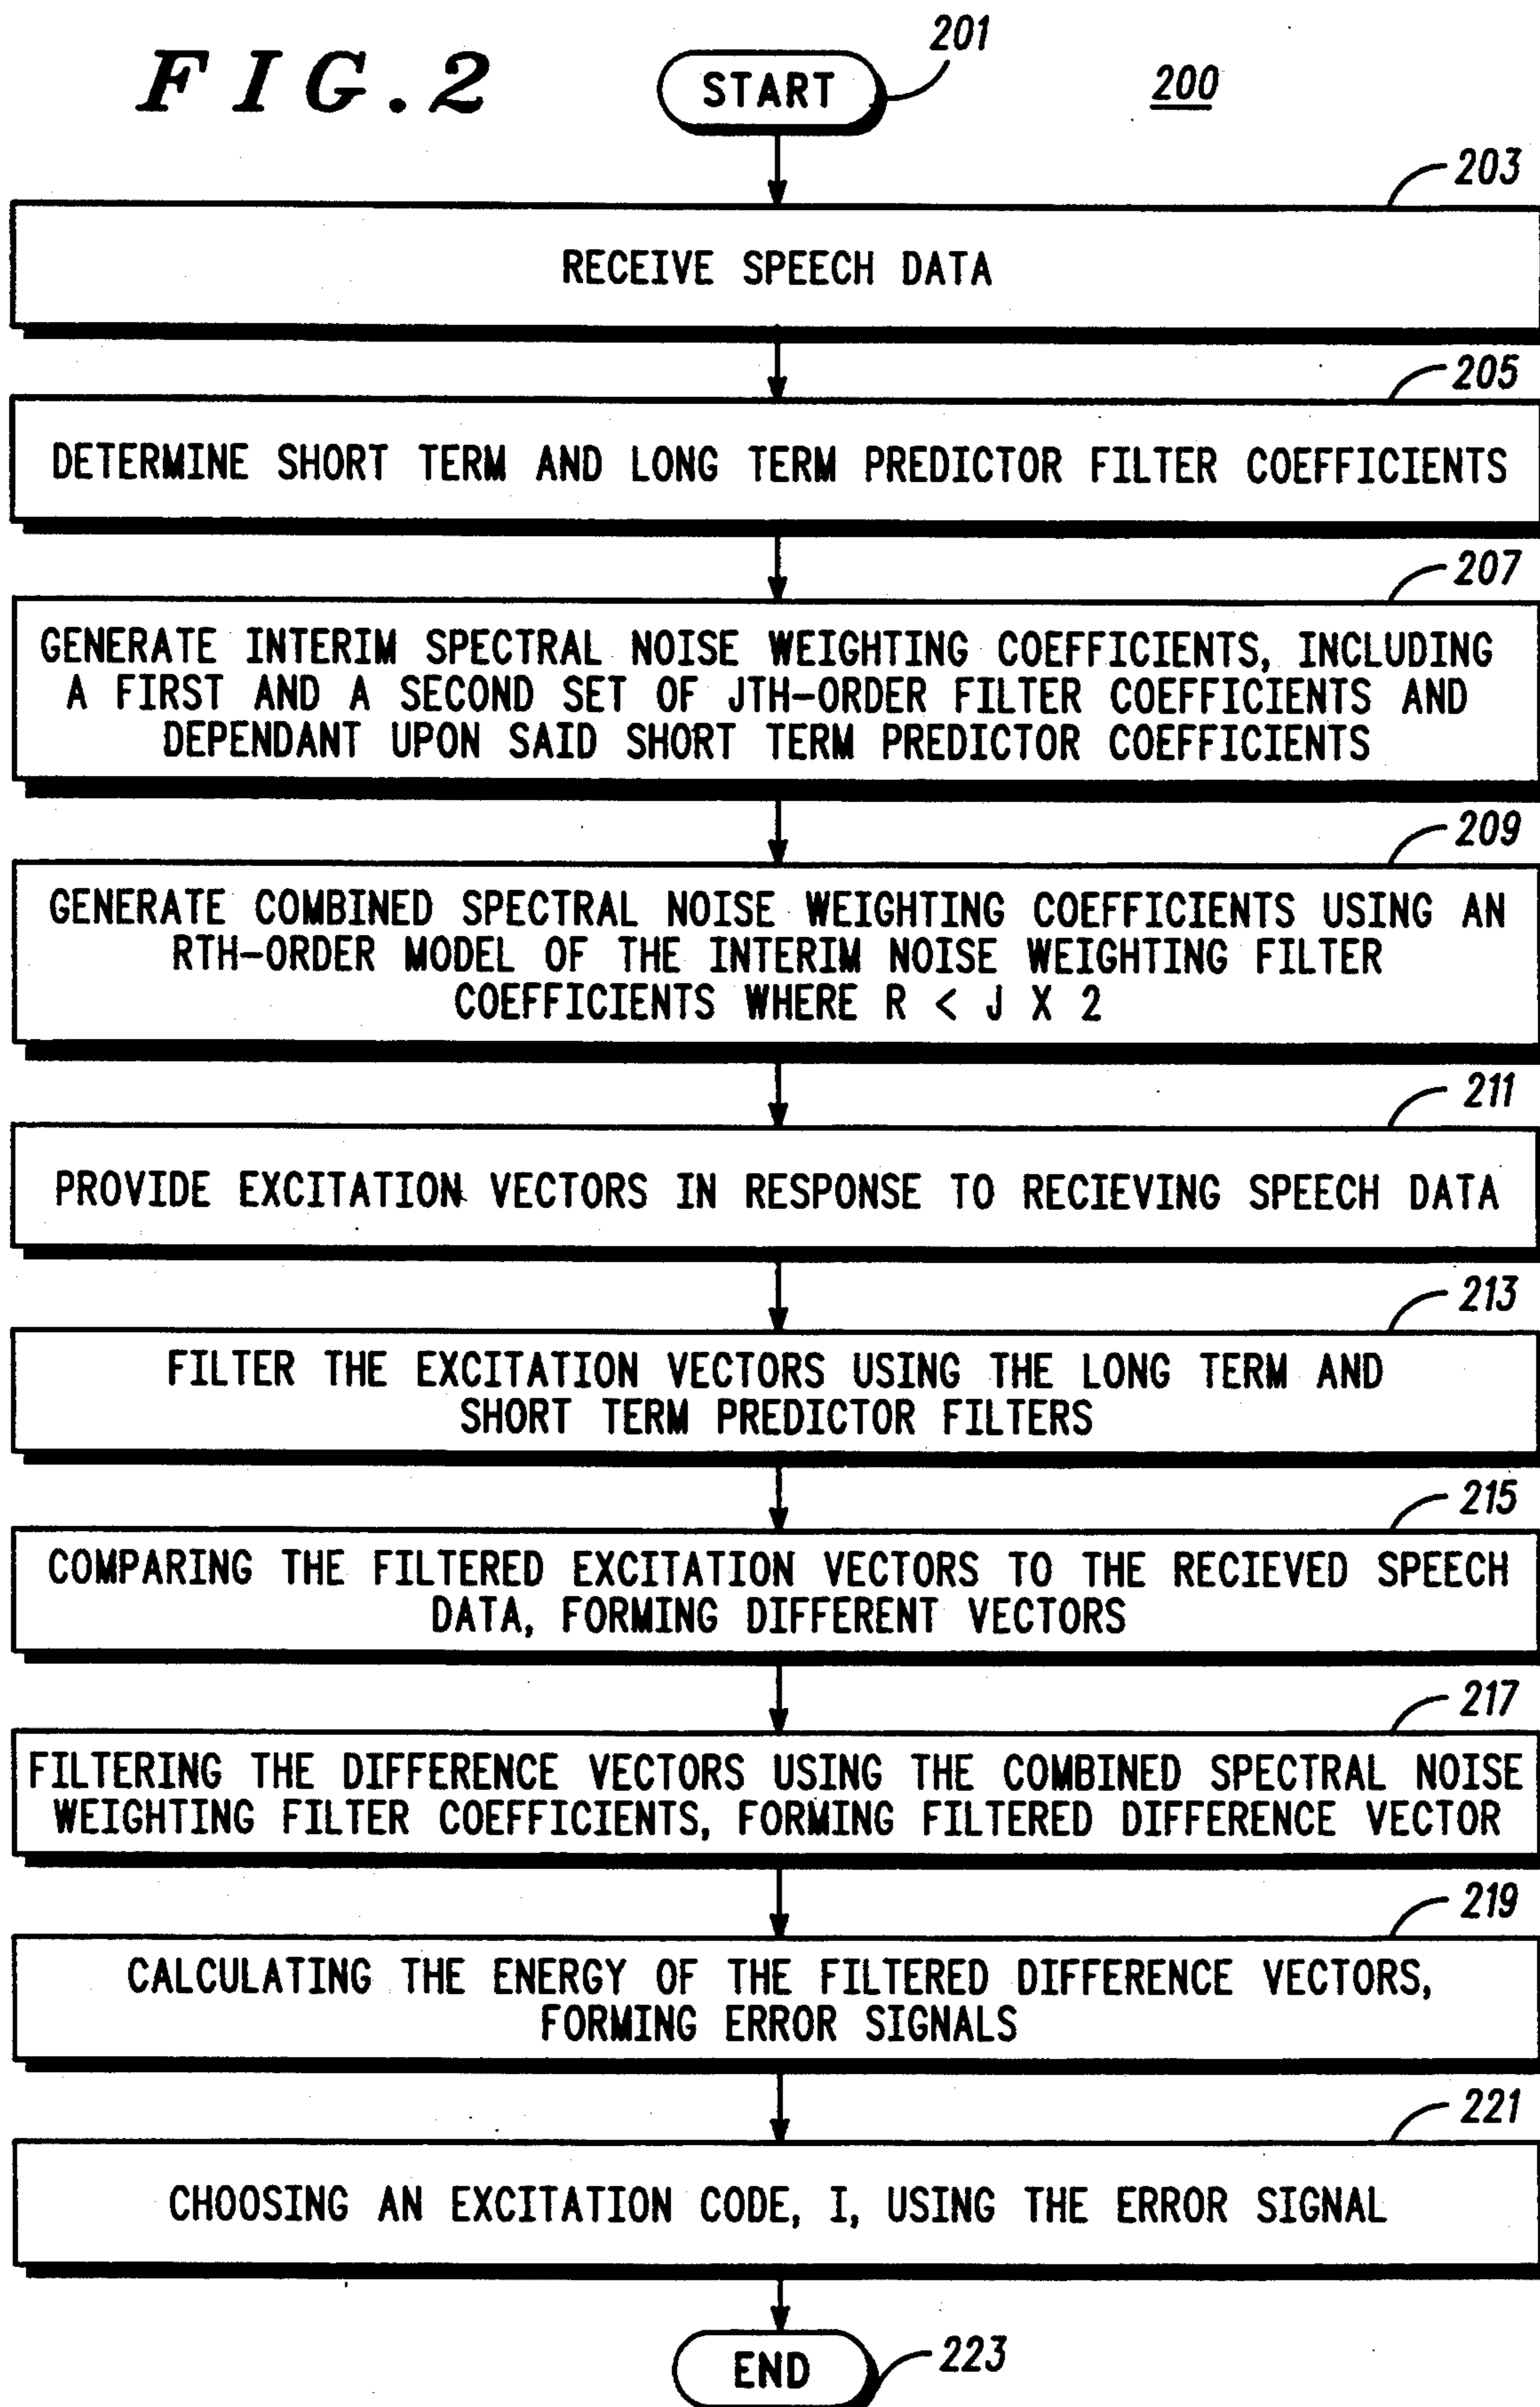 FIG.2
START
201
200
203
RECEIVE SPEECH DATA
205
DETERMINE SHORT TERM AND LONG TERM PREDICTOR FILTER COEFFICIENTS
207
GENERATE INTERIM SPECTRAL NOISE WEIGHTING COEFFICIENTS, INCLUDING
A FIRST AND A SECOND SET OF JTH-ORDER FILTER COEFFICIENTS AND
DEPENDANT UPON SAID SHORT TERM PREDICTOR COEFFICIENTS
209
GENERATE COMBINED SPECTRAL NOISE WEIGHTING COEFFICIENTS USING AN
RTH-ORDER MODEL OF THE INTERIM NOISE WEIGHTING FILTER
COEFFICIENTS WHERE R < J X 2
211
PROVIDE EXCITATION VECTORS IN RESPONSE TO RECIEVING SPEECH DATA
213
FILTER THE EXCITATION VECTORS USING THE LONG TERM AND
SHORT TERM PREDICTOR FILTERS
215
COMPARING THE FILTERED EXCITATION VECTORS TO THE RECIEVED SPEECH
DATA, FORMING DIFFERENT VECTORS
217
FILTERING THE DIFFERENCE VECTORS USING THE COMBINED SPECTRAL NOISE
WEIGHTING FILTER COEFFICIENTS, FORMING FILTERED DIFFERENCE VECTOR
219
CALCULATING THE ENERGY OF THE FILTERED DIFFERENCE VECTORS,
FORMING ERROR SIGNALS
221
CHOOSING AN EXCITATION CODE, I, USING THE ERROR SIGNAL
END
223